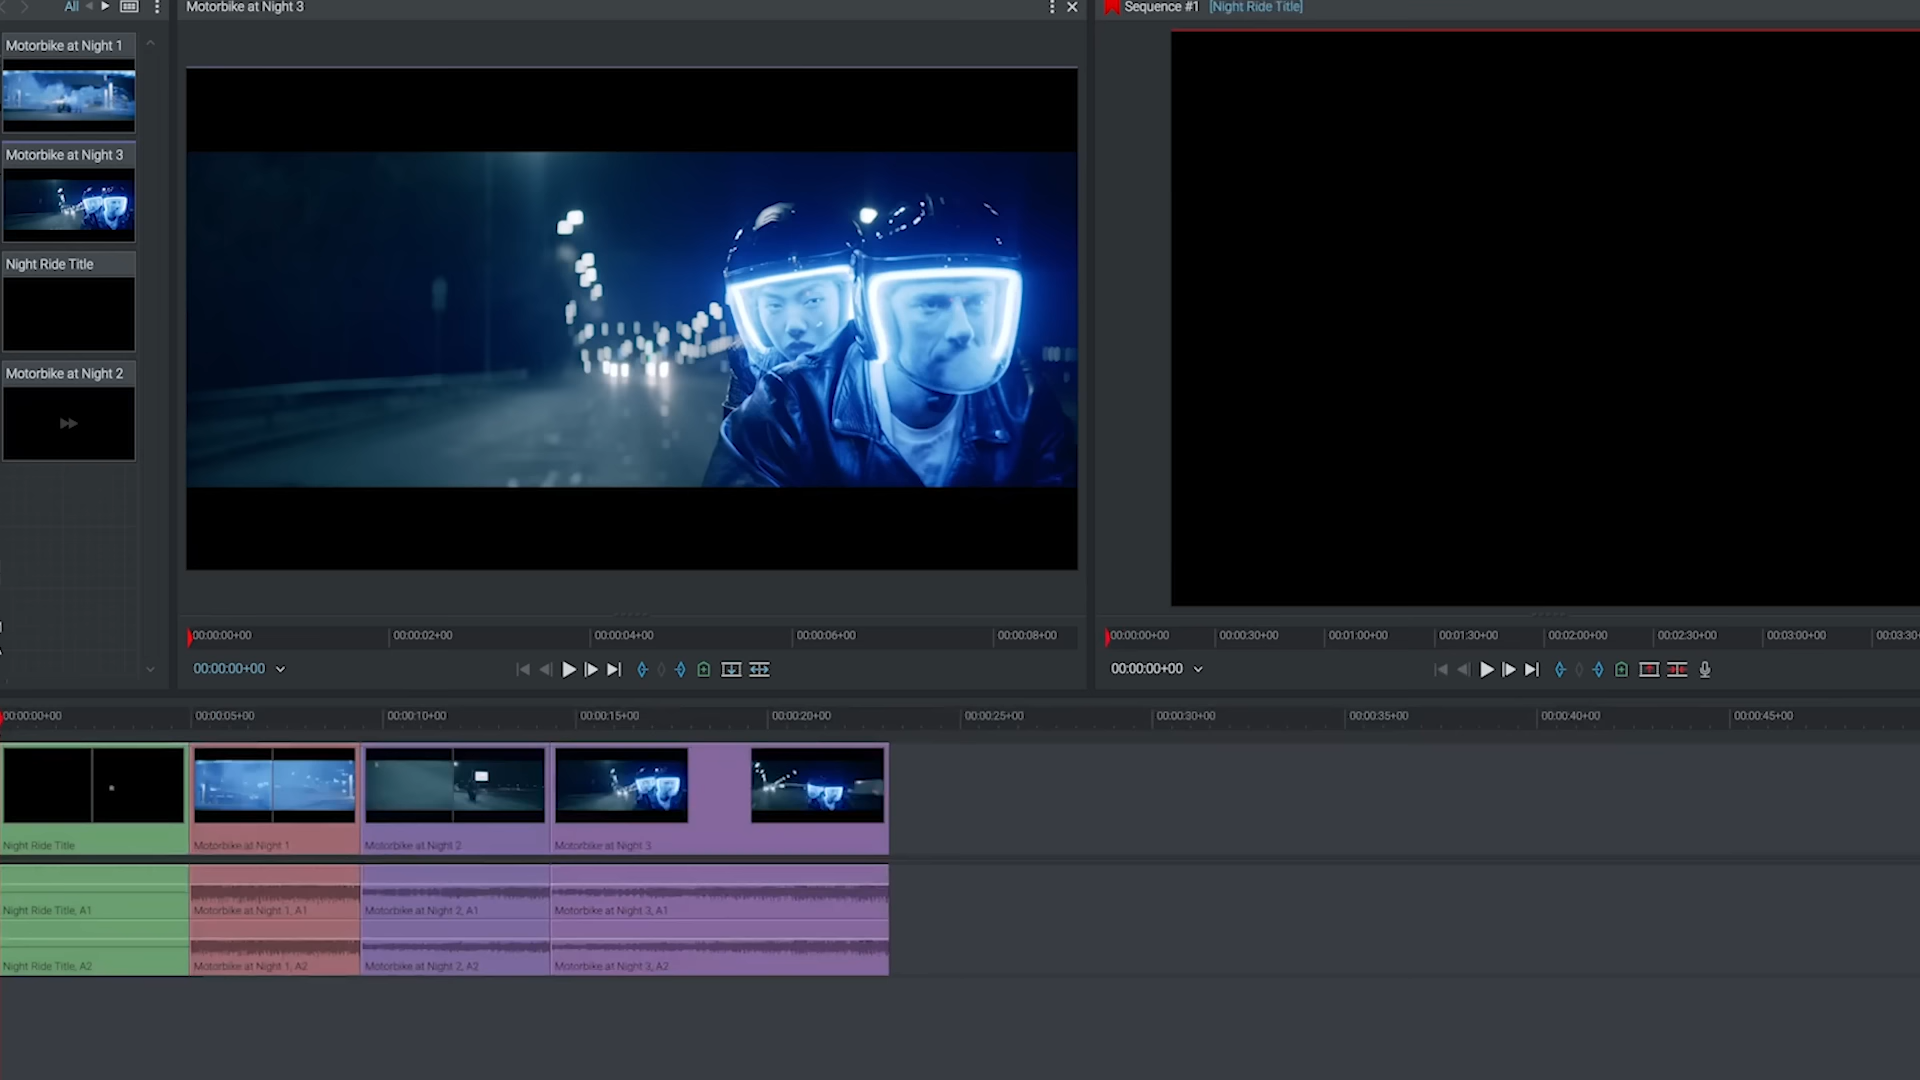 All
Motorbike at Night 3
Sequence #1 [Night Ride Title]
Motorbike at Night 1
Motorbike at Night 3
Night Ride Title
Motorbike at Night 2
00:00:00+00 00:00:02+00 00:00:04+00 00:00:06+00 00:00:08+00
00:00:00+00
00:00:00+00 00:00:30+00 00:01:00+00 00:01:30+00 00:02:00+00 00:02:30+00 00:03:00+00 00:03:30+
00:00:00+00
00:00:00+00 00:00:05+00 00:00:10+00 00:00:15+00 00:00:20+00 00:00:25+00 00:00:30+00 00:00:35+00 00:00:40+00 00:00:45+00
Night Ride Title Motorbike at Night 1 Motorbike at Night 2 Motorbike at Night 3
Night Ride Title, A1 Motorbike at Night 1, A1 Motorbike at Night 2, A1 Motorbike at Night 3, A1
Night Ride Title, A2 Motorbike at Night 1, A2 Motorbike at Night 2, A2 Motorbike at Night 3, A2